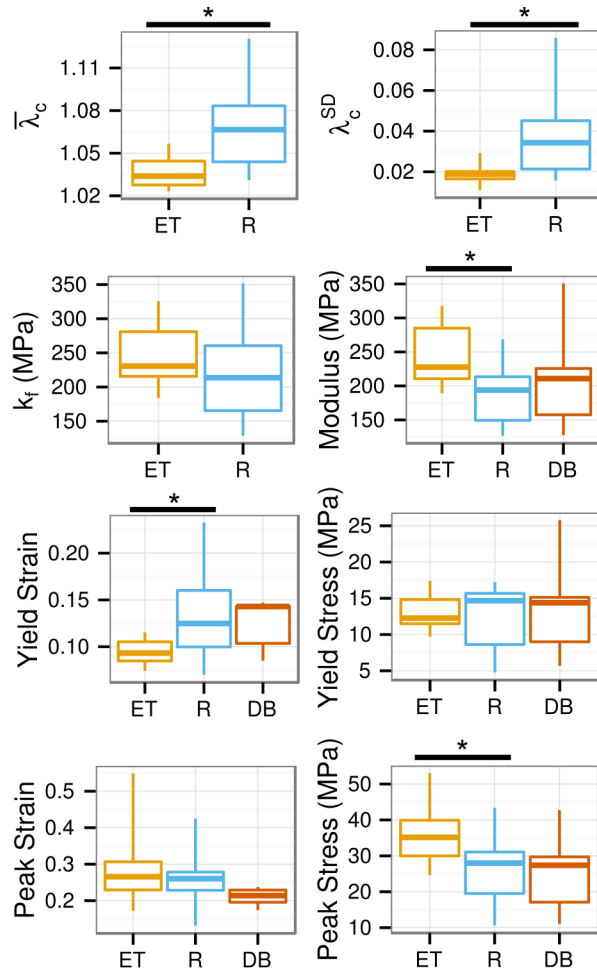 * *
λ̅c
1.11
1.08
1.05
1.02
ET R
λcSD
0.08
0.06
0.04
0.02
ET R
kf (MPa)
350
300
250
200
150
ET R
*
Modulus (MPa)
350
300
250
200
150
ET R DB
*
Yield Strain
0.20
0.15
0.10
ET R DB
Yield Stress (MPa)
25
20
15
10
5
ET R DB
Peak Strain
0.5
0.4
0.3
0.2
ET R DB
*
Peak Stress (MPa)
50
40
30
20
10
ET R DB